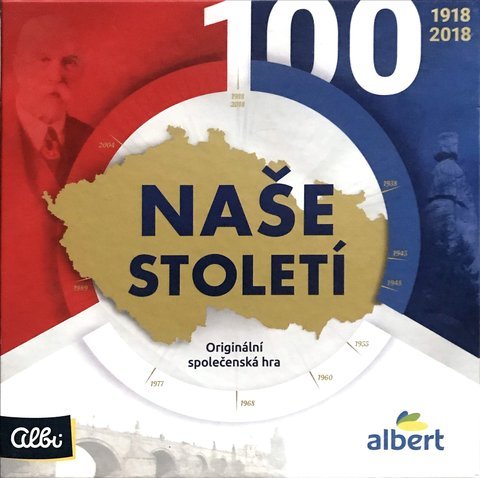 100
1918
2018
1918
2018
2004
1938
NAŠE
STOLETÍ
1945
1989
1948
Originální
společenská hra
1955
1977
1960
1968
Albi
albert